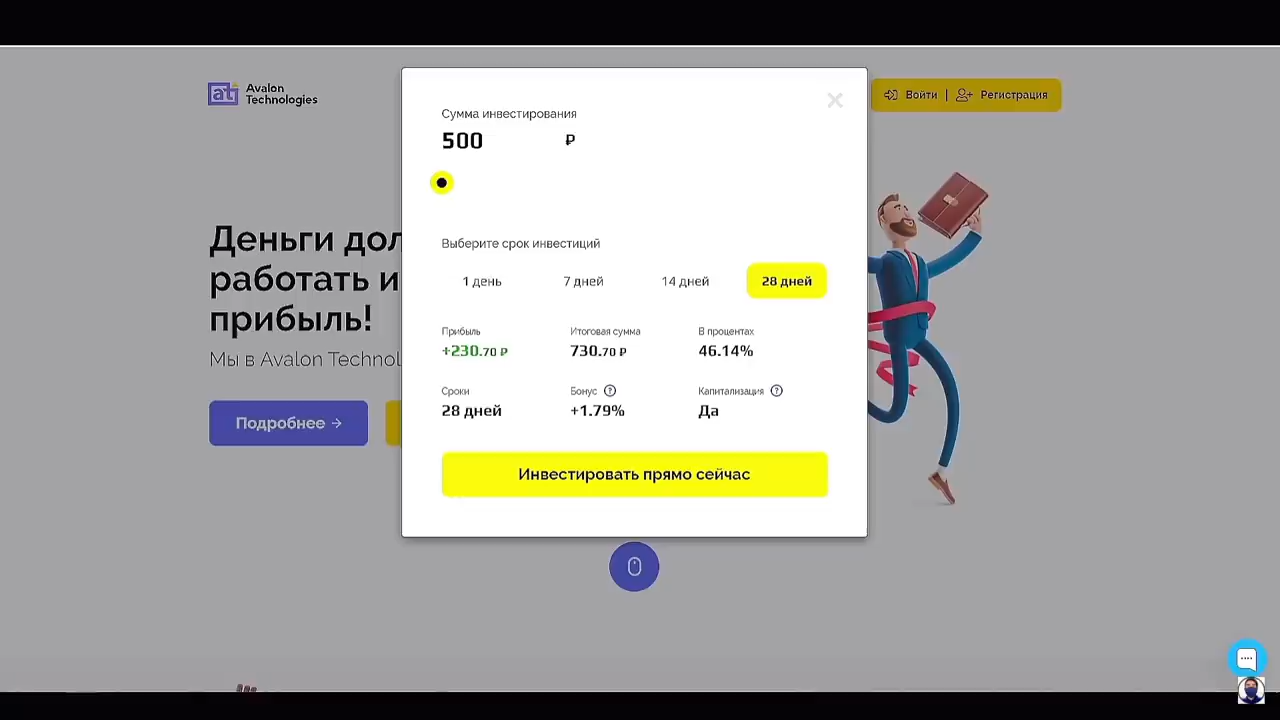 Avalon
Technologies
Войти | Регистрация
Деньги дол
работать и
прибыль!
Мы в Avalon Technol
Подробнее →
Сумма инвестирования
500 ₽
Выберите срок инвестиций
1 день 7 дней 14 дней 28 дней
Прибыль Итоговая сумма В процентах
+230.70 ₽ 730.70 ₽ 46.14%
Сроки Бонус ? Капитализация ?
28 дней +1.79% Да
Инвестировать прямо сейчас